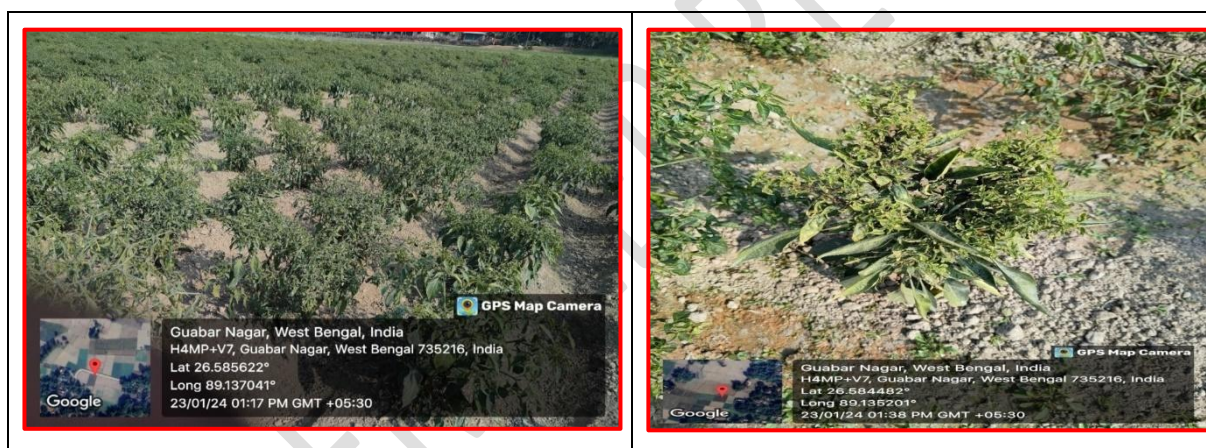 GPS Map Camera
Guabar Nagar, West Bengal, India
H4MP+V7, Guabar Nagar, West Bengal 735216, India
Lat 26.585622°
Long 89.137041°
23/01/24 01:17 PM GMT +05:30
Google
GPS Map Camera
Guabar Nagar, West Bengal, India
H4MP+V7, Guabar Nagar, West Bengal 735216, India
Lat 26.584482°
Long 89.135201°
23/01/24 01:38 PM GMT +05:30
Google